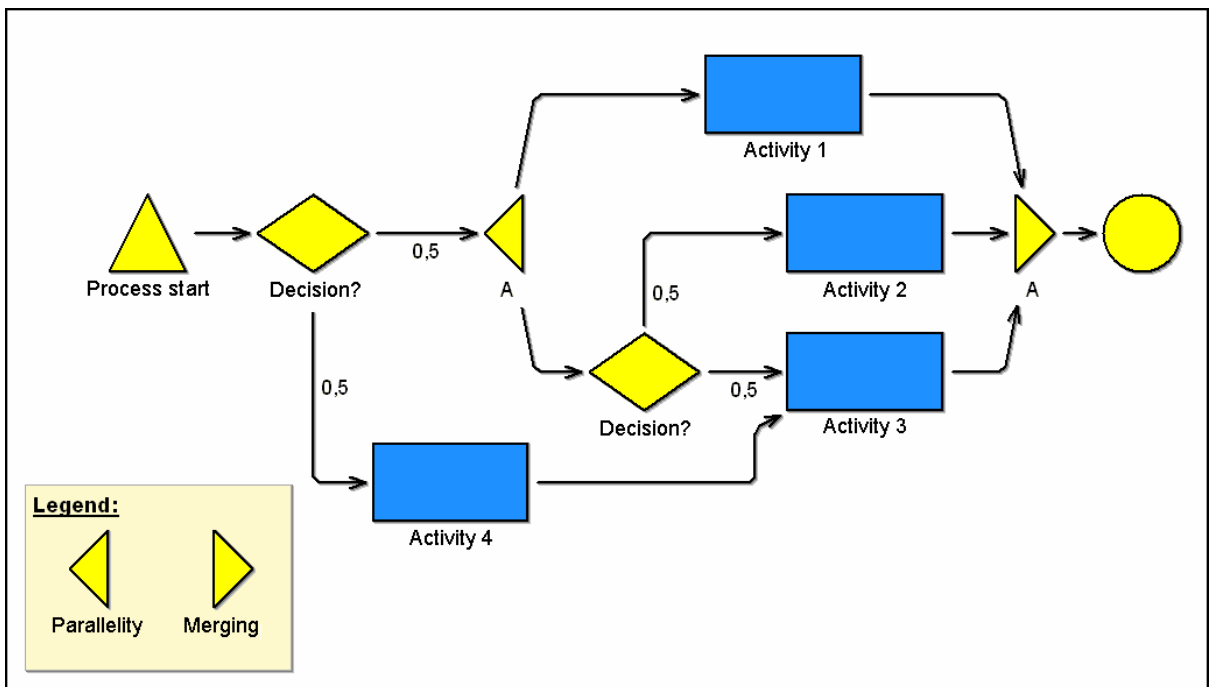 Activity 1
Process start
Decision?
0,5
A
0,5
Activity 2
A
0,5
Decision?
0,5
Activity 3
Activity 4
Legend:
Parallelity
Merging